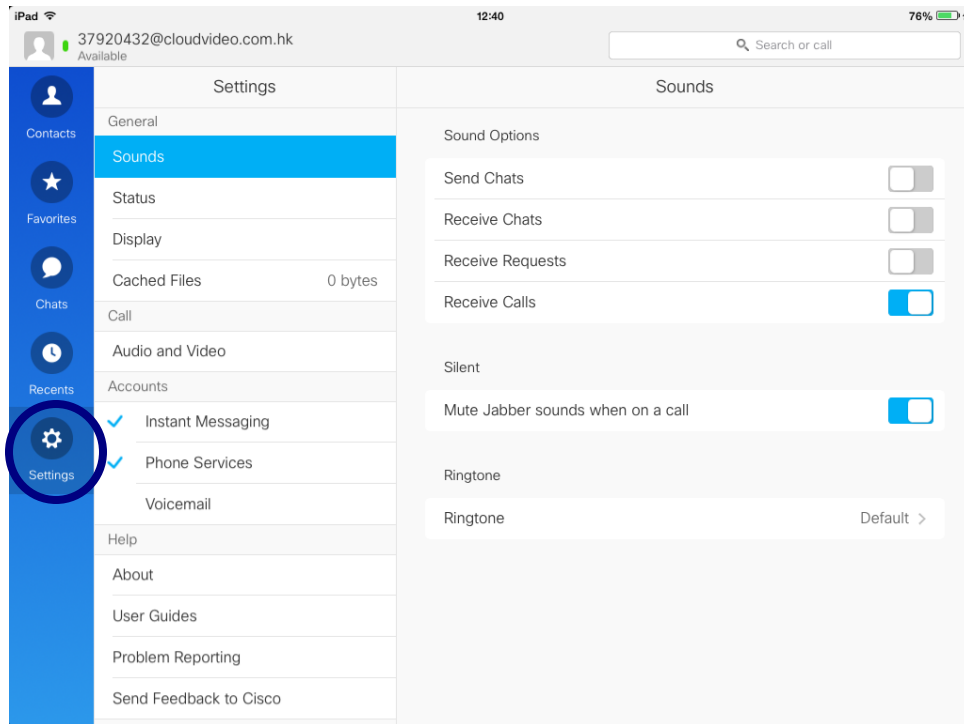 iPad 12:40 76%
37920432@cloudvideo.com.hk
Available
Search or call
Contacts
Favorites
Chats
Recents
Settings
Settings
General
Sounds
Status
Display
Cached Files 0 bytes
Call
Audio and Video
Accounts
Instant Messaging
Phone Services
Voicemail
Help
About
User Guides
Problem Reporting
Send Feedback to Cisco
Sounds
Sound Options
Send Chats
Receive Chats
Receive Requests
Receive Calls
Silent
Mute Jabber sounds when on a call
Ringtone
Ringtone Default